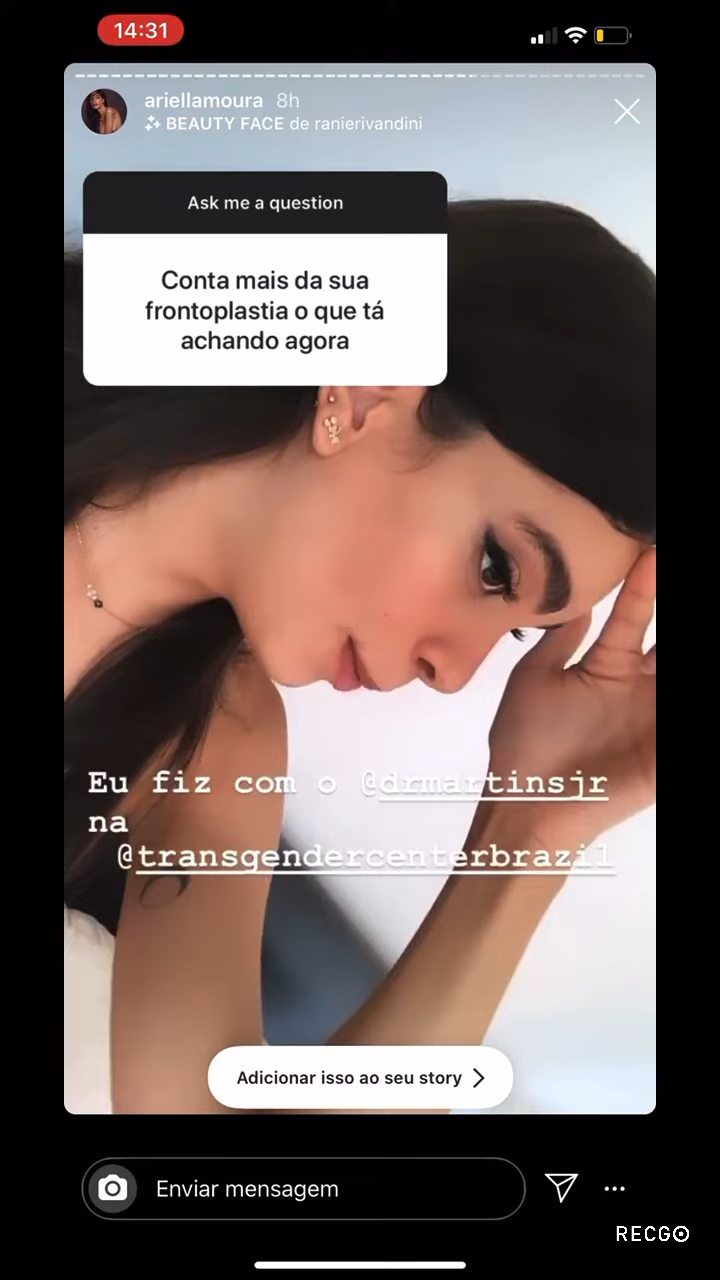 14:31
ariellamoura 8h
BEAUTY FACE de ranierivandini
Ask me a question
Conta mais da sua
frontoplastia o que tá
achando agora
Eu fiz com o @drmartinsjr
na
@transgendercenterbrazil
Adicionar isso ao seu story
Enviar mensagem
RECGO